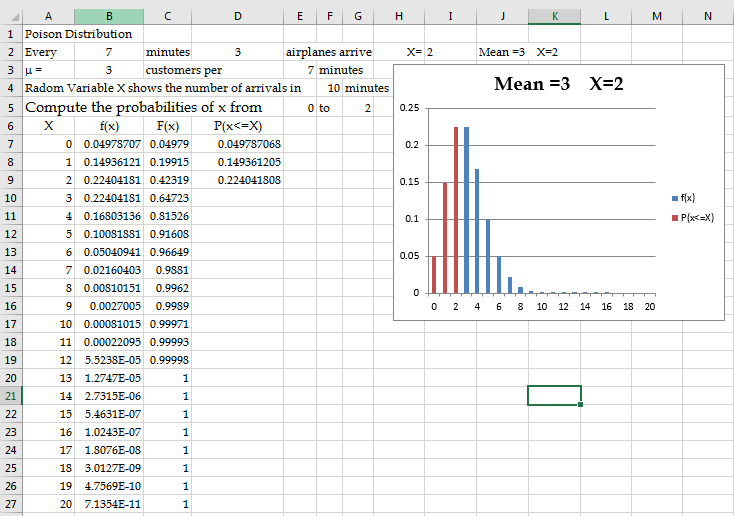 A B C D E F G H I J K L M N
1 Poison Distribution
2 Every 7 minutes 3 airplanes arrive X= 2 Mean =3 X=2
3 μ = 3 customers per 7 minutes
4 Radom Variable X shows the number of arrivals in 10 minutes
5 Compute the probabilities of x from 0 to 2
6 X f(x) F(x) P(x<=X)
7 0 0.04978707 0.04979 0.049787068
8 1 0.14936121 0.19915 0.149361205
9 2 0.22404181 0.42319 0.224041808
10 3 0.22404181 0.64723
11 4 0.16803136 0.81526
12 5 0.10081881 0.91608
13 6 0.05040941 0.96649
14 7 0.02160403 0.9881
15 8 0.00810151 0.9962
16 9 0.0027005 0.9989
17 10 0.00081015 0.99971
18 11 0.00022095 0.99993
19 12 5.5238E-05 0.99998
20 13 1.2747E-05 1
21 14 2.7315E-06 1
22 15 5.4631E-07 1
23 16 1.0243E-07 1
24 17 1.8076E-08 1
25 18 3.0127E-09 1
26 19 4.7569E-10 1
27 20 7.1354E-11 1
Mean =3 X=2
0.25
0.2
0.15
0.1
0.05
0
0 2 4 6 8 10 12 14 16 18 20
f(x)
P(x<=X)